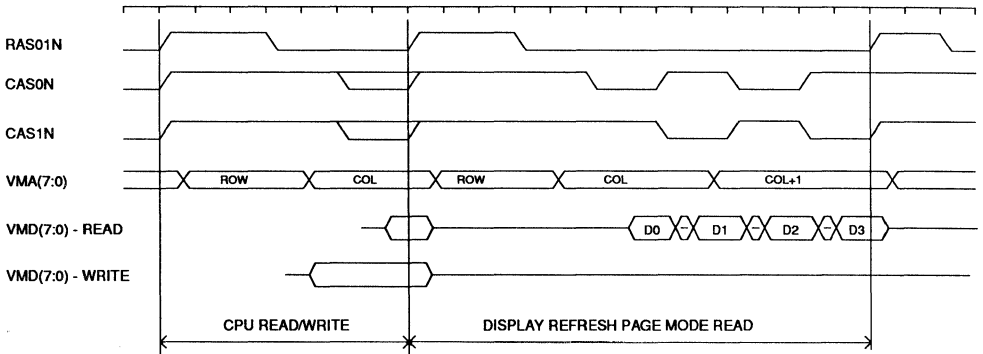 RAS01N
CAS0N
CAS1N
VMA(7:0) ROW COL ROW COL COL+1
VMD(7:0) - READ D0 - D1 - D2 - D3
VMD(7:0) - WRITE
CPU READ/WRITE DISPLAY REFRESH PAGE MODE READ